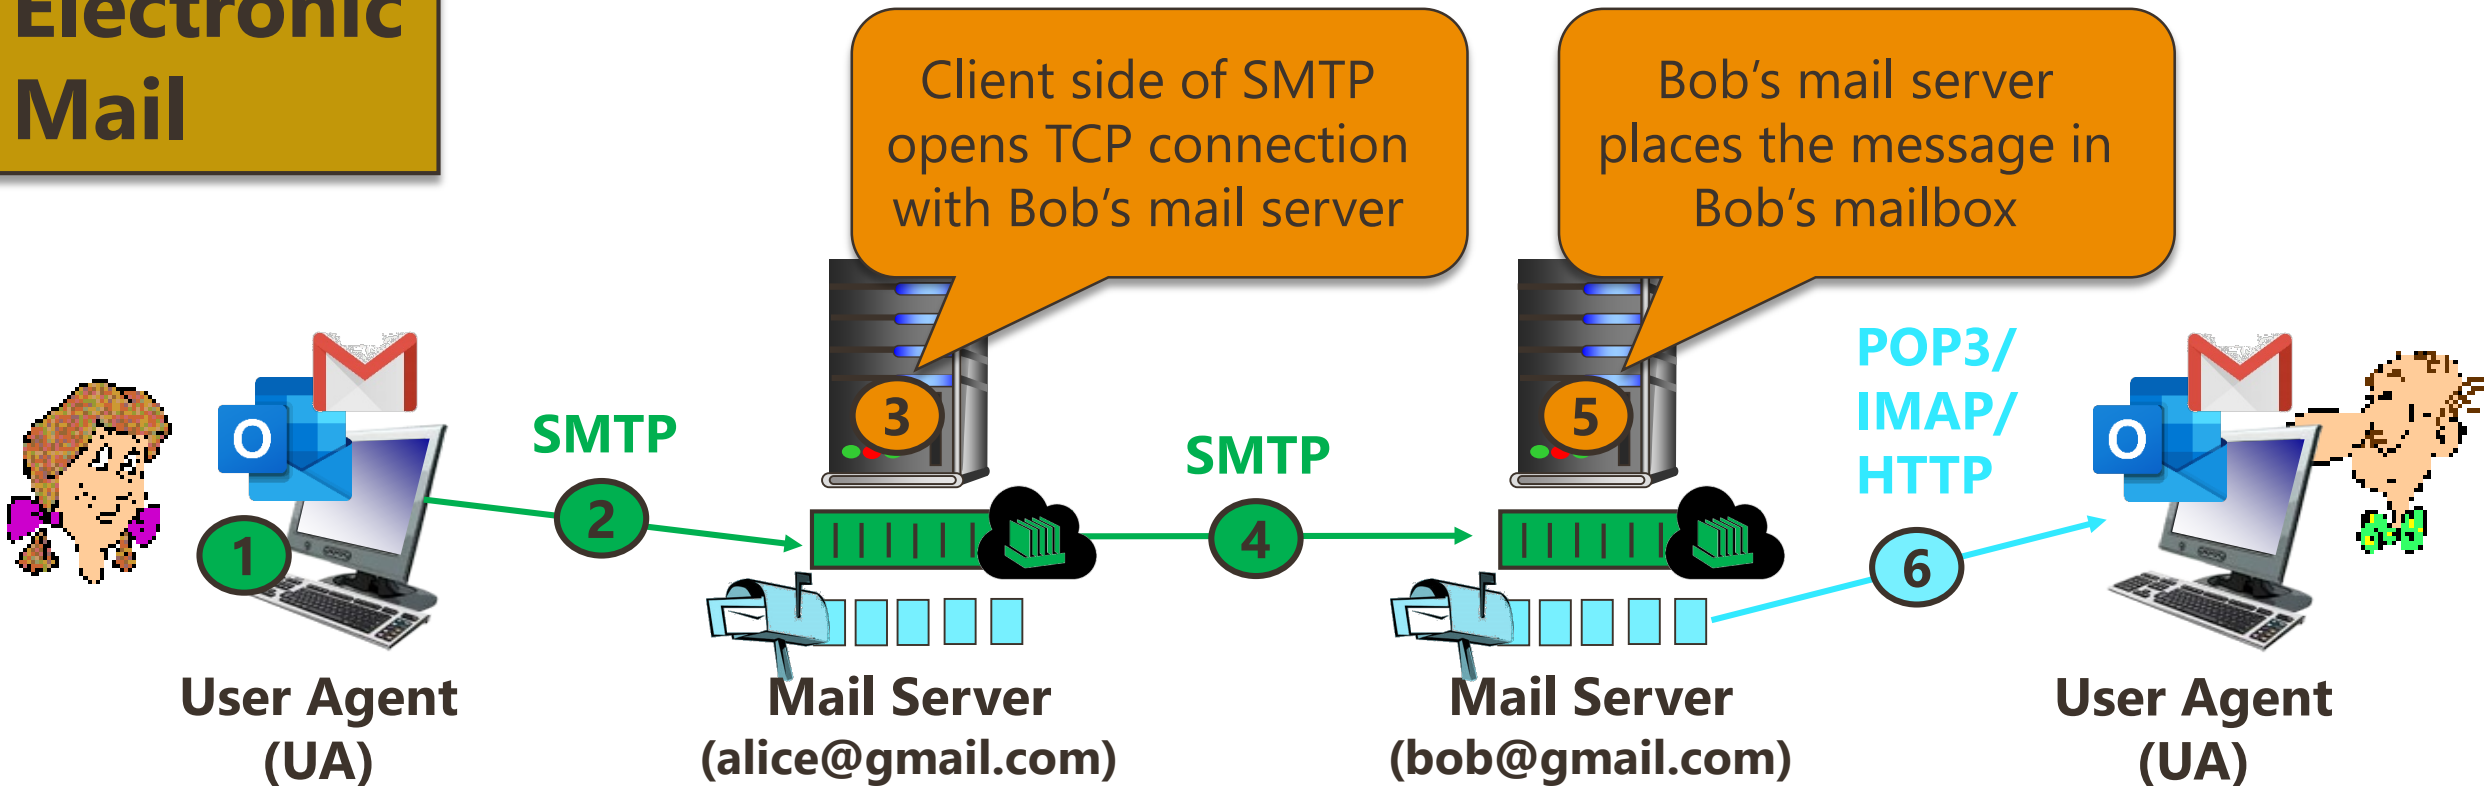 Electronic
Mail
Client side of SMTP
opens TCP connection
with Bob's mail server
Bob's mail server
places the message in
Bob's mailbox
POP3/
IMAP/
HTTP
SMTP
SMTP
O
O
1
2
3
4
5
6
User Agent
(UA)
Mail Server
(alice@gmail.com)
Mail Server
(bob@gmail.com)
User Agent
(UA)